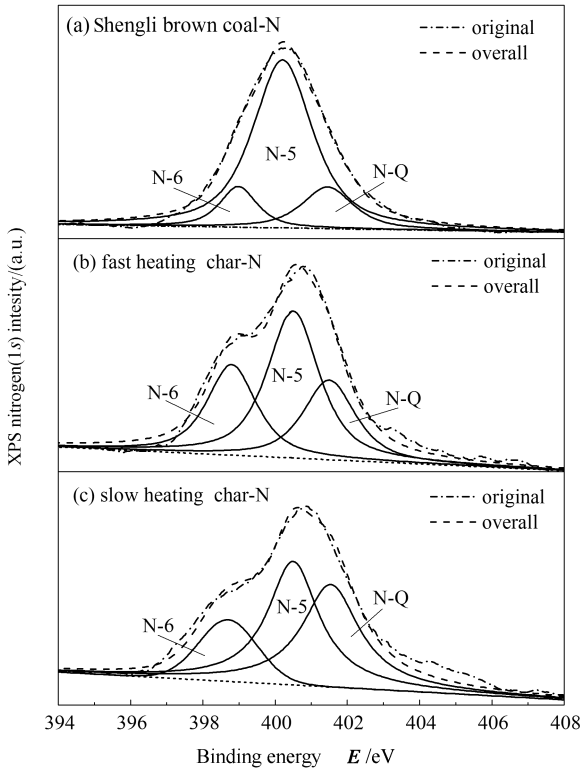 (a) Shengli brown coal-N
original
overall
N-6
N-5
N-Q
(b) fast heating char-N
original
overall
N-6
N-5
N-Q
(c) slow heating char-N
original
overall
N-6
N-5
N-Q
XPS nitrogen(1s) intesity/(a.u.)
394 396 398 400 402 404 406 408
Binding energy E /eV